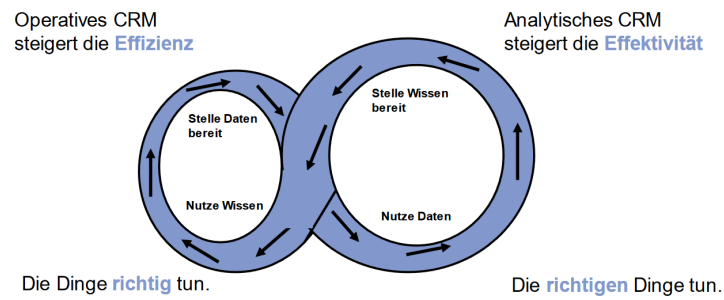 Operatives CRM
steigert die Effizienz
Analytisches CRM
steigert die Effektivität
Stelle Daten
bereit
Nutze Wissen
Stelle Wissen
bereit
Nutze Daten
Die Dinge richtig tun.
Die richtigen Dinge tun.